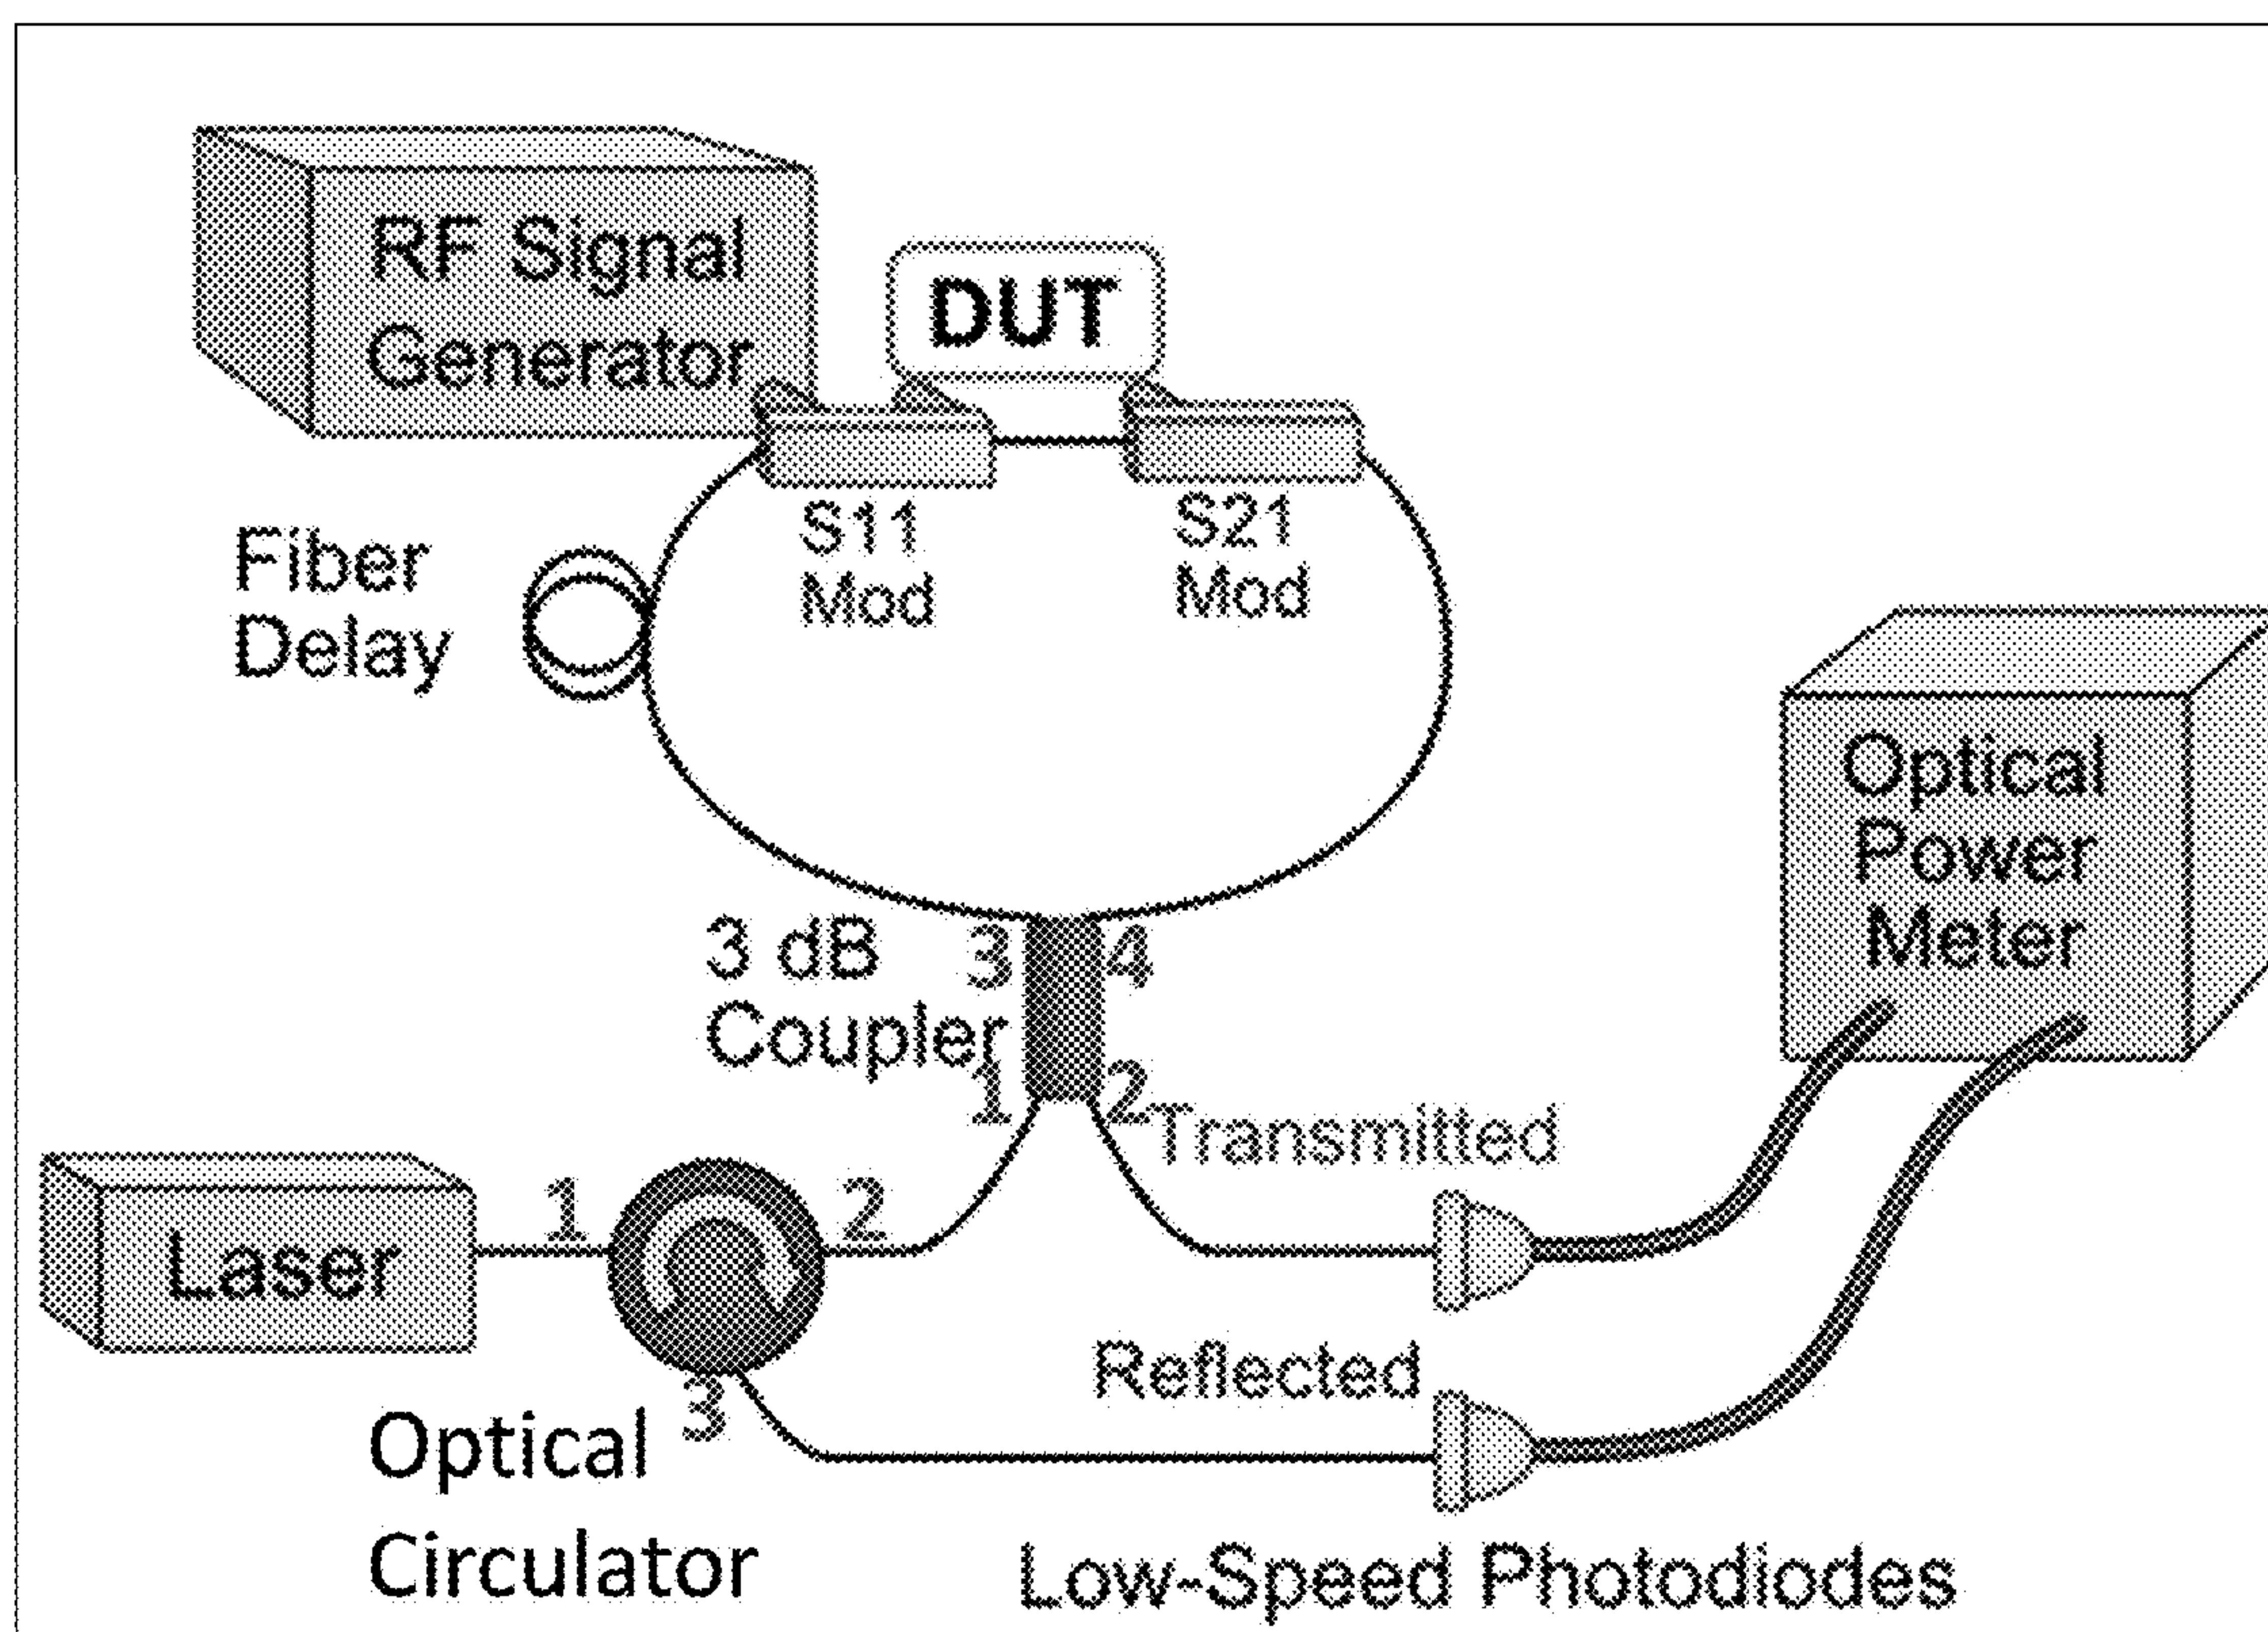 RF Signal
Generator
DUT
S11
Mod
S21
Mod
Fiber
Delay
Optical
Power
Meter
3 dB
Coupler
3
4
1
2
Transmitted
Laser
1
2
3
Reflected
Optical
Circulator
Low-Speed Photodiodes